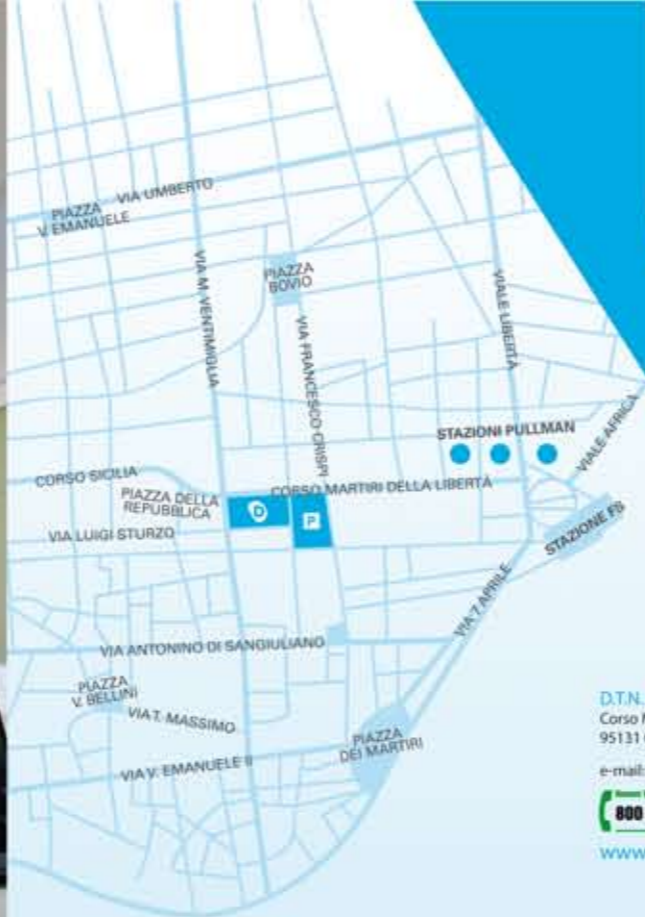 VIA UMBERTO
PIAZZA
V. EMANUELE
VIA M. VENTIMIGLIA
PIAZZA
BOVIO
VIA FRANCESCO CRISPI
VIALE LIBERTÀ
STAZIONI PULLMAN
VIALE AFRICA
CORSO SICILIA
PIAZZA DELLA
REPUBBLICA
CORSO MARTIRI DELLA LIBERTÀ
D
P
VIA LUIGI STURZO
STAZIONE FS
VIA 7 APRILE
VIA ANTONINO DI SANGIULIANO
PIAZZA
V. BELLINI
VIA T. MASSIMO
PIAZZA
DEI MARTIRI
VIA V. EMANUELE II
D.T.N.
Corso
95131
e-mail:
800
www